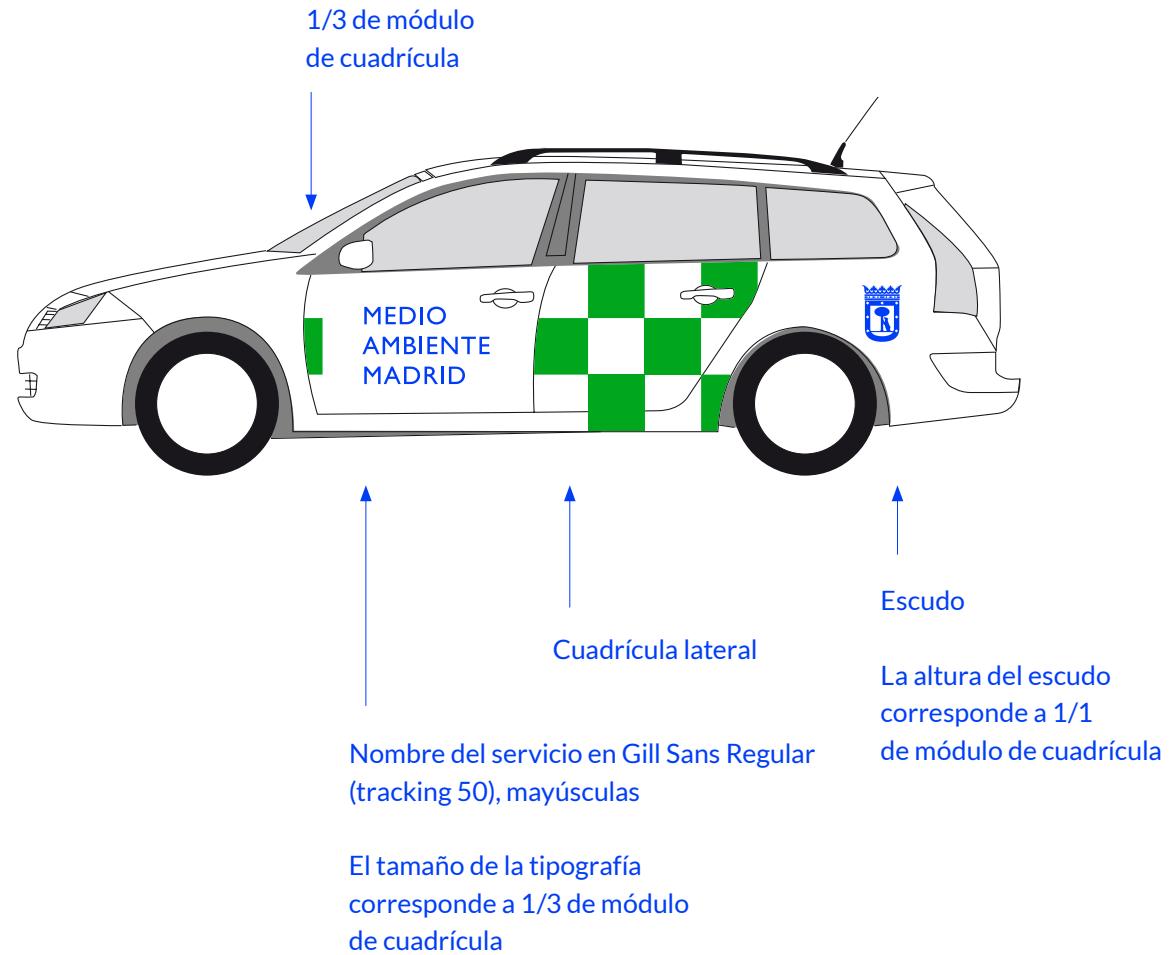 1/3 de módulo
de cuadrícula
MEDIO
AMBIENTE
MADRID
Cuadrícula lateral
Escudo
La altura del escudo
corresponde a 1/1
de módulo de cuadrícula
Nombre del servicio en Gill Sans Regular
(tracking 50), mayúsculas
El tamaño de la tipografía
corresponde a 1/3 de módulo
de cuadrícula